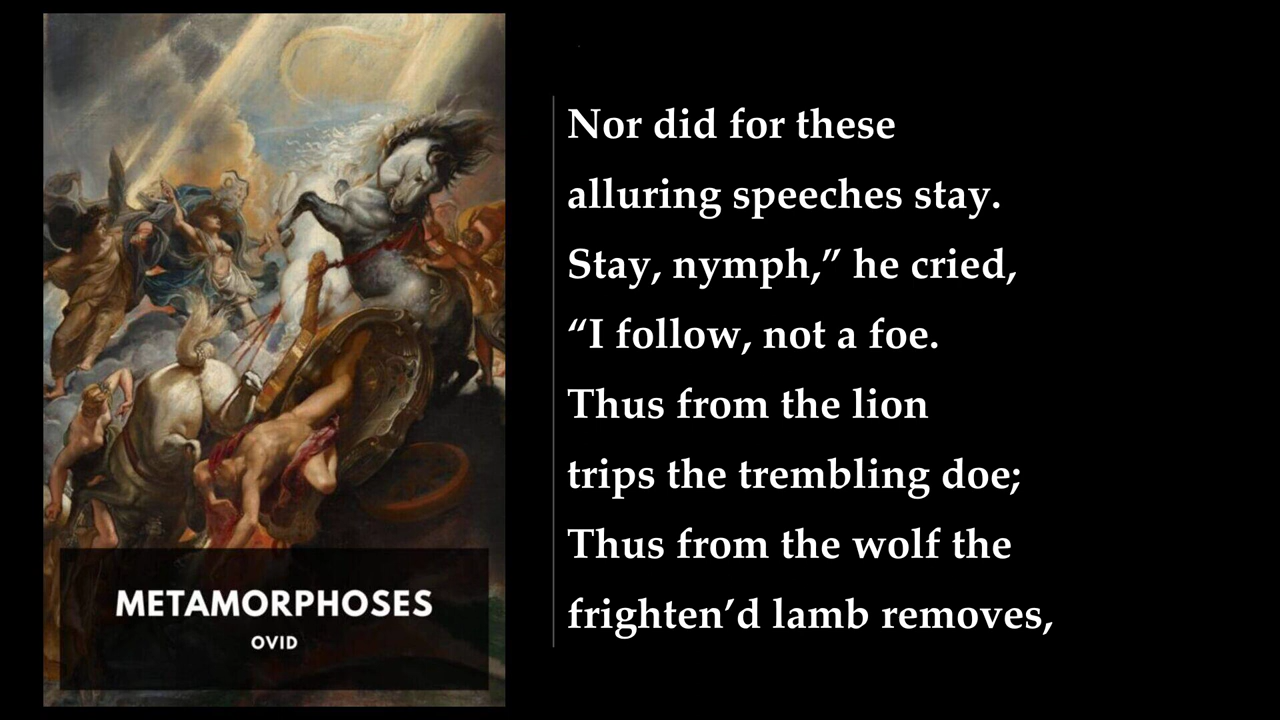 METAMORPHOSES
OVID
Nor did for these
alluring speeches stay.
Stay, nymph,” he cried,
“I follow, not a foe.
Thus from the lion
trips the trembling doe;
Thus from the wolf the
frighten’d lamb removes,